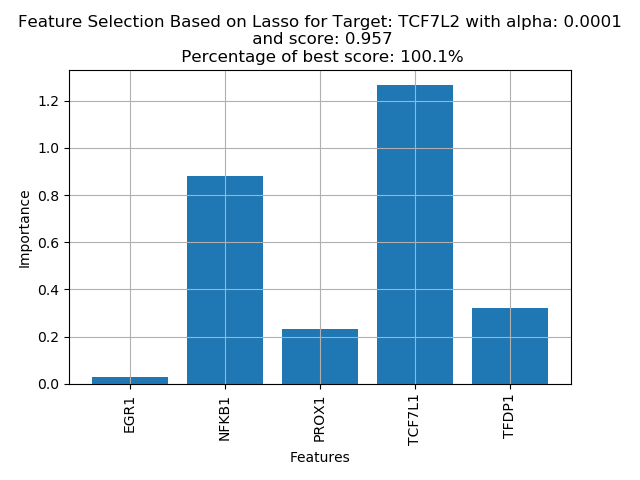 Feature Selection Based on Lasso for Target: TCF7L2 with alpha: 0.0001
and score: 0.957
Percentage of best score: 100.1%
1.2
1.0
0.8
0.6
0.4
0.2
0.0
Importance
EGR1
NFKB1
PROX1
TCF7L1
TFDP1
Features